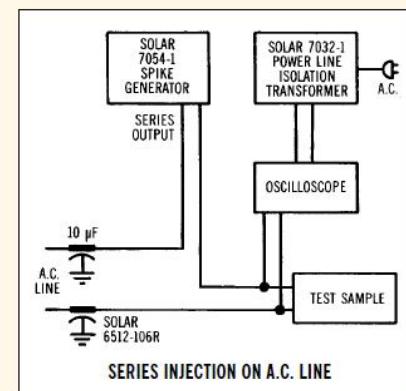 SOLAR
7054-1
SPIKE
GENERATOR
SOLAR 7032-1
POWER LINE
ISOLATION
TRANSFORMER
A.C.
SERIES
OUTPUT
OSCILLOSCOPE
10 µF
A.C.
LINE
TEST SAMPLE
SOLAR
6512-106R
SERIES INJECTION ON A.C. LINE